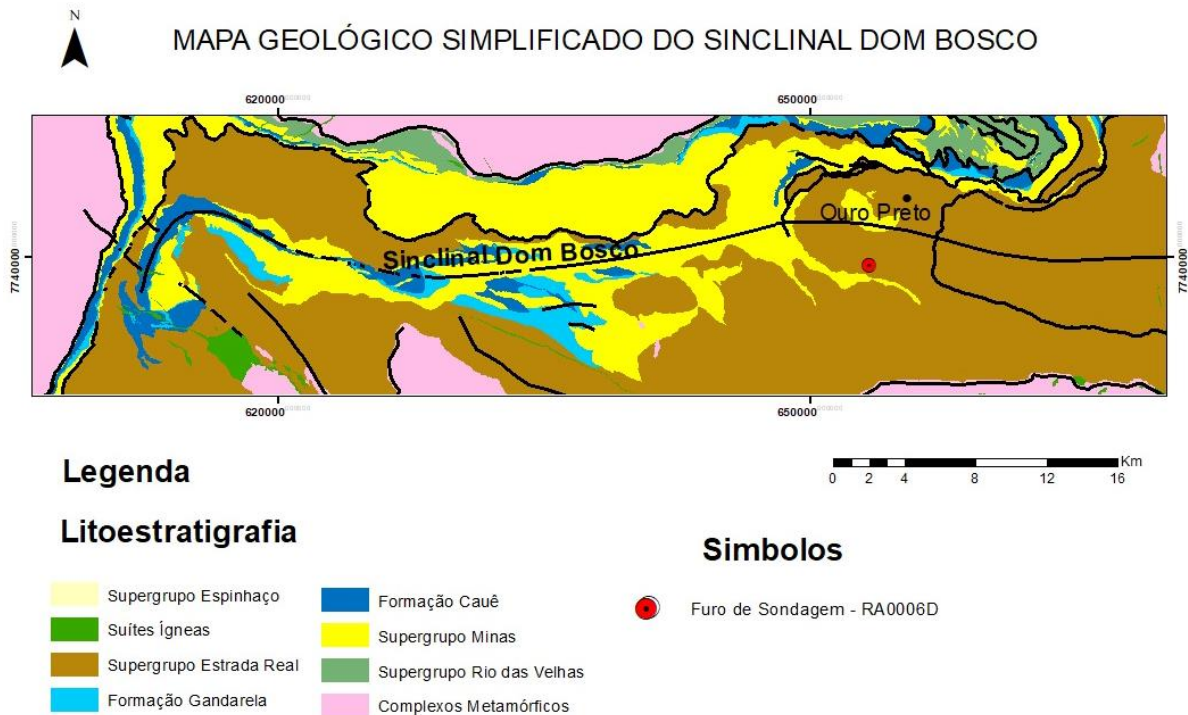 N
MAPA GEOLÓGICO SIMPLIFICADO DO SINCLINAL DOM BOSCO
620000
650000
7740000
7740000
Ouro Preto
Sinclinal Dom Bosco
620000
650000
Legenda
Km
0 2 4 8 12 16
Litoestratigrafia
Simbolos
Supergrupo Espinhaço
Suítes Ígneas
Supergrupo Estrada Real
Formação Gandarela
Formação Cauê
Supergrupo Minas
Supergrupo Rio das Velhas
Complexos Metamórficos
Furo de Sondagem - RA0006D